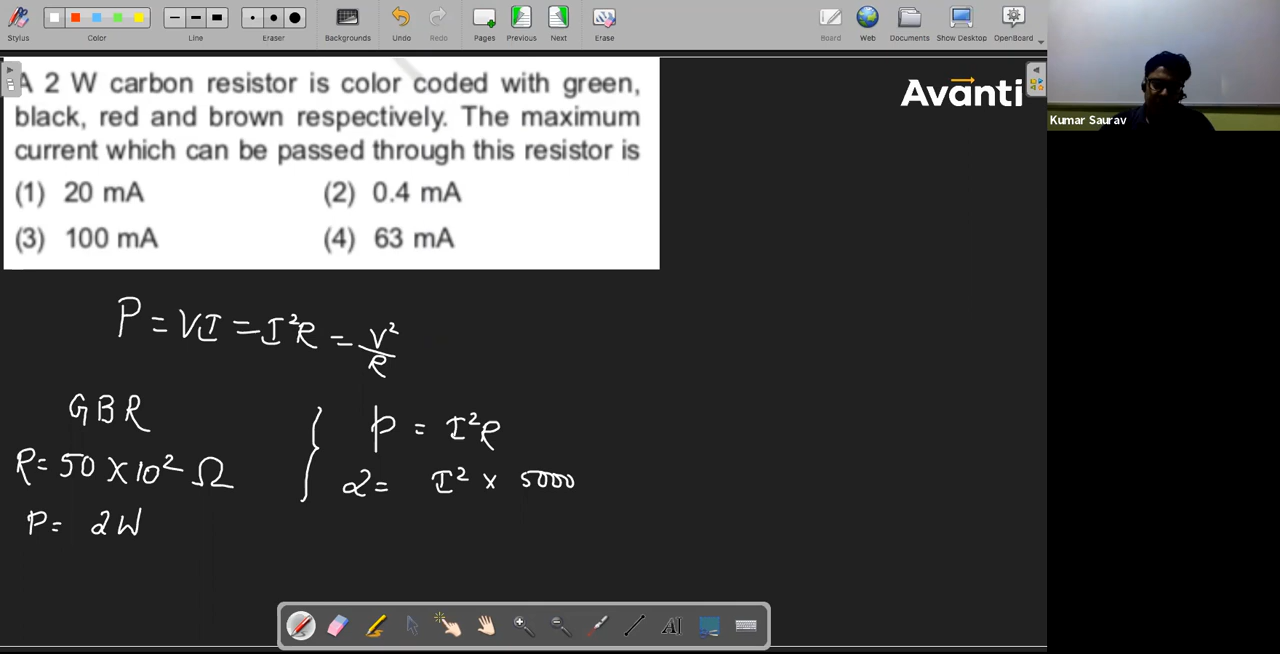 Stylus Color Line Eraser Backgrounds Undo Redo Pages Previous Next Erase Board Web Documents Show Desktop OpenBoard
A 2 W carbon resistor is color coded with green,
black, red and brown respectively. The maximum
current which can be passed through this resistor is
(1) 20 mA (2) 0.4 mA
(3) 100 mA (4) 63 mA
Avanti
Kumar Saurav
P = VI = I²R = V²/R
GBR
R = 50 × 10² Ω
P = 2W
P = I²R
2 = I² × 5000
AI